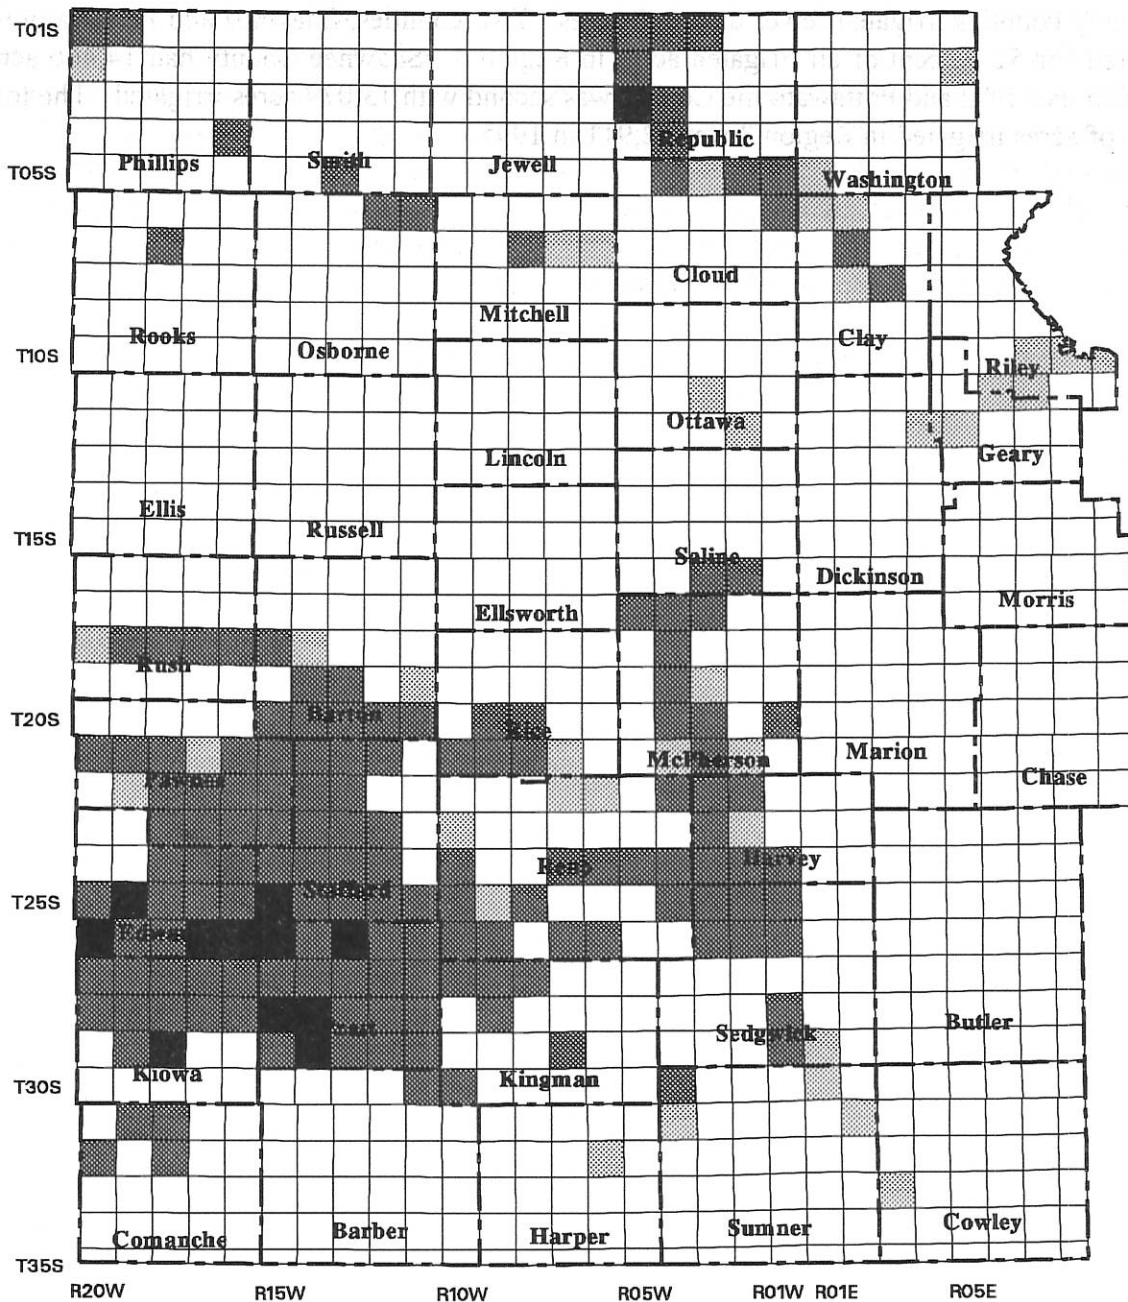 T01S
Republic
Phillips
Smith
Jewell
T05S
Washington
Cloud
Mitchell
Rooks
Osborne
Clay
T10S
Riley
Ottawa
Lincoln
Geary
Ellis
Russell
T15S
Saline
Dickinson
Ellsworth
Morris
Rush
Barton
T20S
Rice
Marion
McPherson
Pawnee
Chase
Reno
Harvey
Stafford
T25S
Sedgwick
Butler
Kiowa
Kingman
T30S
Comanche
Barber
Harper
Sumner
Cowley
T35S
R20W R15W R10W R05W R01W R01E R05E